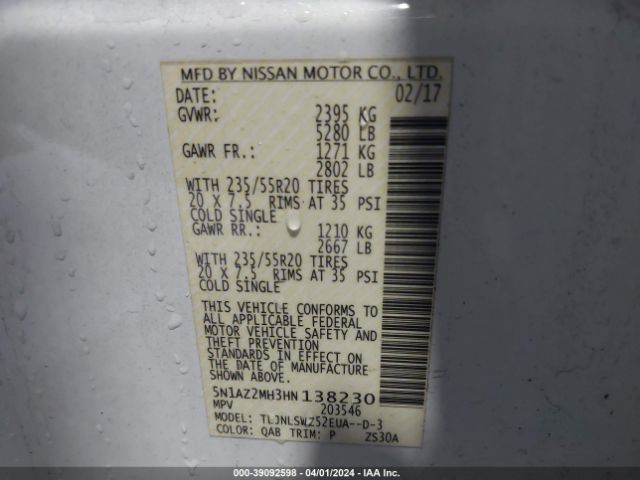 MFD BY NISSAN MOTOR CO., LTD.
DATE: 02/17
GVWR: 2395 KG
5280 LB
GAWR FR.: 1271 KG
2802 LB
WITH 235/55R20 TIRES
20 X 7.5 RIMS AT 35 PSI
COLD SINGLE
GAWR RR.: 1210 KG
2667 LB
WITH 235/55R20 TIRES
20 X 7.5 RIMS AT 35 PSI
COLD SINGLE
THIS VEHICLE CONFORMS TO
ALL APPLICABLE FEDERAL
MOTOR VEHICLE SAFETY AND
THEFT PREVENTION
STANDARDS IN EFFECT ON
THE DATE OF MANUFACTURE
SHOWN ABOVE.
5N1AZ2MH3HN138230
MPV 203546
MODEL: TLJNLSWZ52EUA--D-3
COLOR: QAB TRIM: P ZS30A
000-39092598 - 04/01/2024 - IAA Inc.